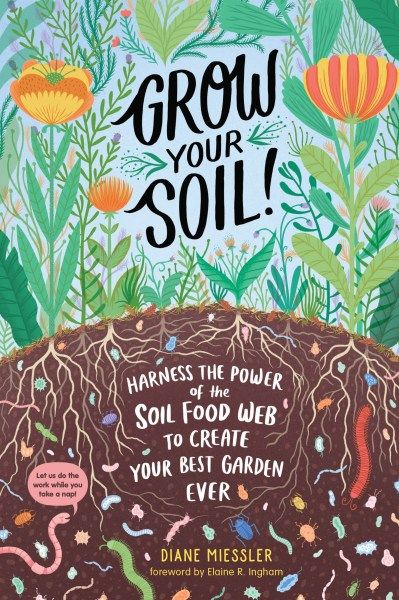 GROW
YOUR
SOIL!
HARNESS THE POWER
of the
SOIL FOOD WEB
TO CREATE
YOUR BEST GARDEN
EVER
Let us do the
work while you
take a nap!
DIANE MIESSLER
foreword by Elaine R. Ingham